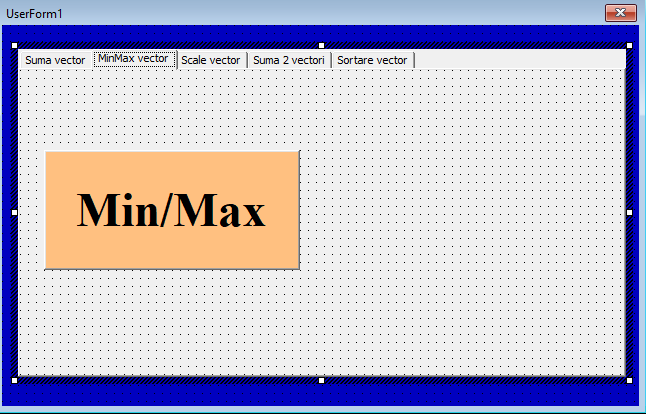 UserForm1
Suma vector MinMax vector Scale vector Suma 2 vectori Sortare vector
Min/Max